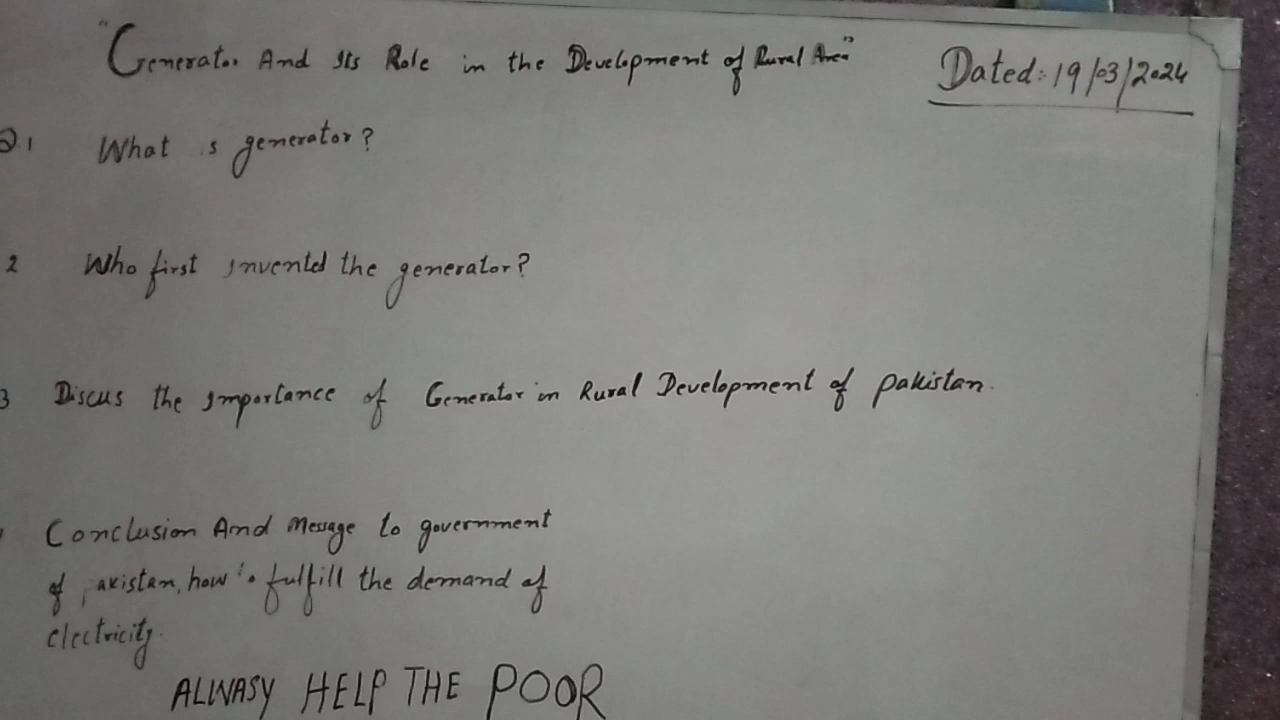 "Generator And Its Role in the Development of Rural Area" Dated: 19/03/2024
Q1 What is generator?
2 Who first invented the generator?
3 Discus the importance of Generator in Rural Development of pakistan.
Conclusion And Message to government
of pakistan, how to fulfill the demand of
electricity.
ALWASY HELP THE POOR